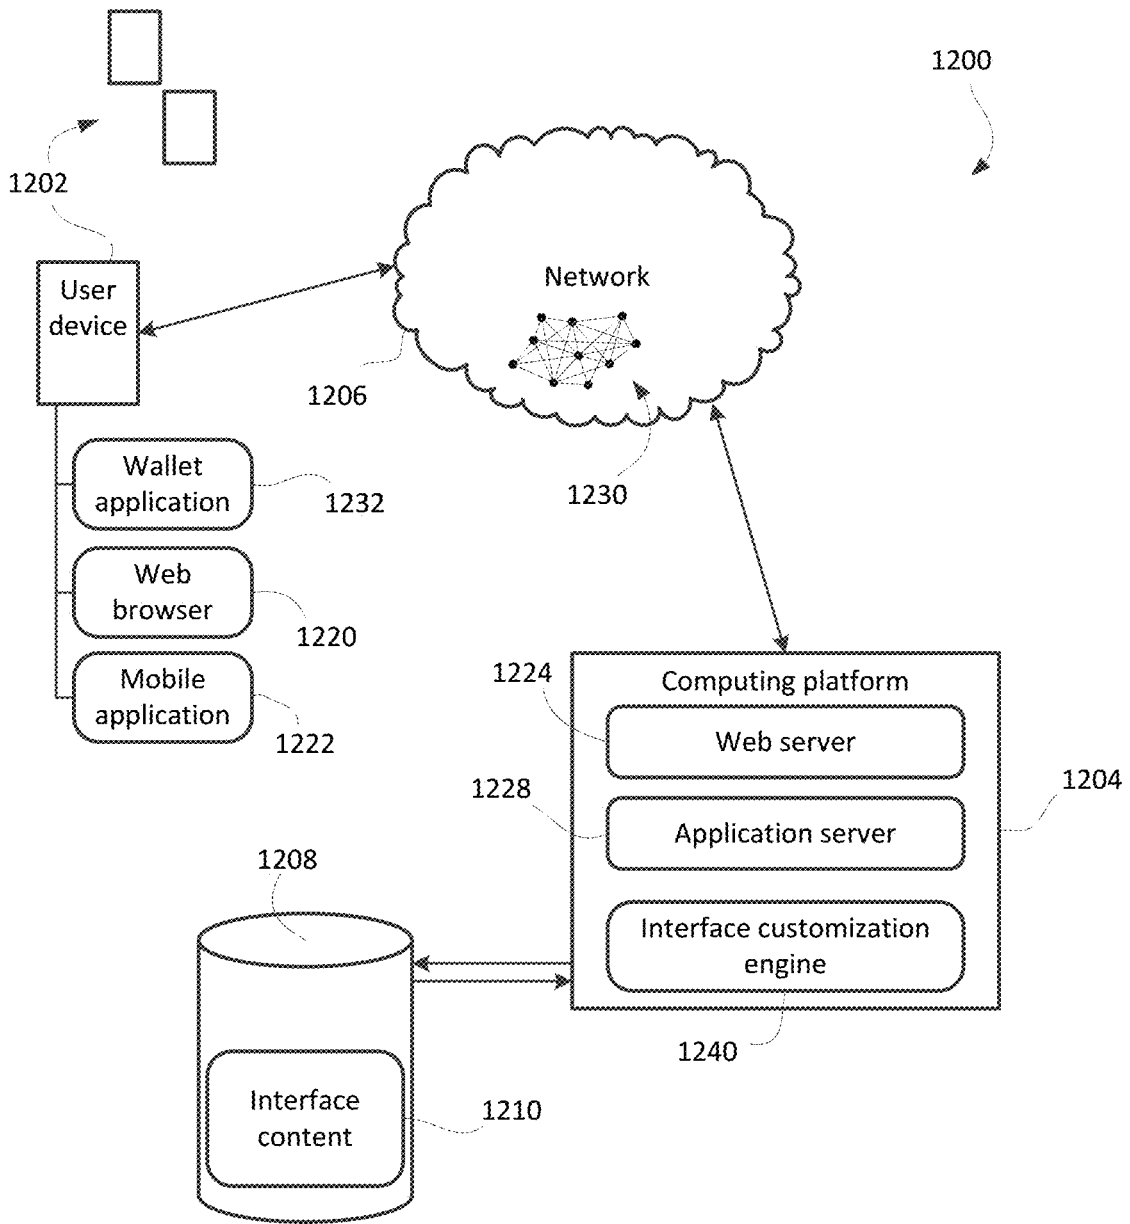 1200
1202
User
device
Network
1206
1230
Wallet
application
1232
Web
browser
1220
Mobile
application
1222
1224
Computing platform
Web server
1228
1204
Application server
1208
Interface customization
engine
1240
Interface
content
1210